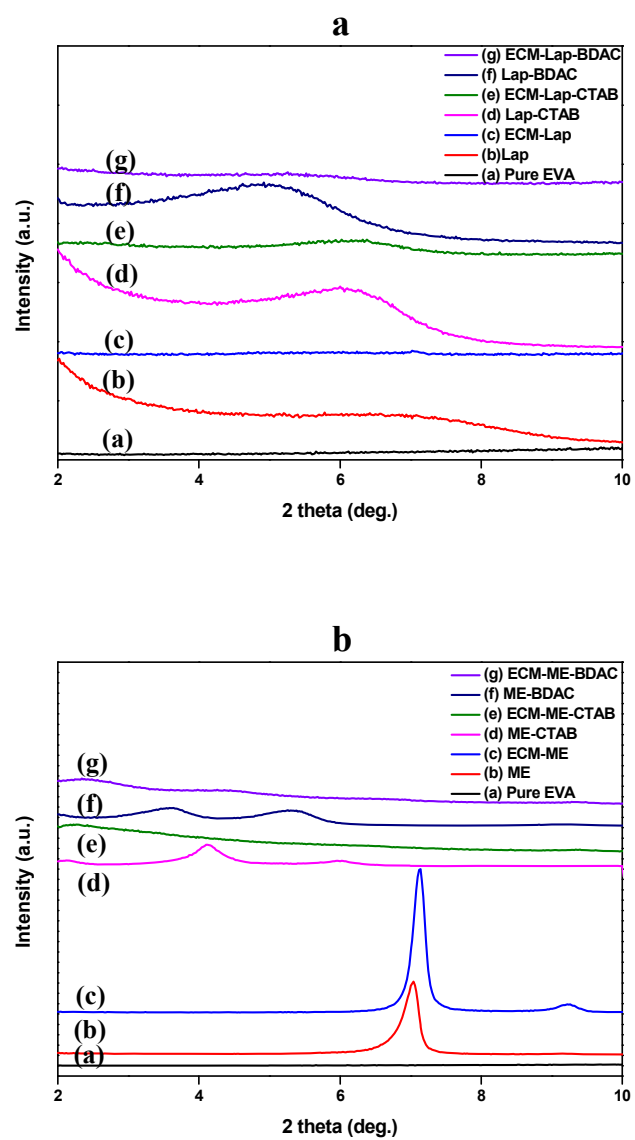 a
(g) ECM-Lap-BDAC
(f) Lap-BDAC
(e) ECM-Lap-CTAB
(d) Lap-CTAB
(c) ECM-Lap
(b)Lap
(a) Pure EVA
(g)
(f)
(e)
(d)
(c)
(b)
(a)
Intensity (a.u.)
2 4 6 8 10
2 theta (deg.)
b
(g) ECM-ME-BDAC
(f) ME-BDAC
(e) ECM-ME-CTAB
(d) ME-CTAB
(c) ECM-ME
(b) ME
(a) Pure EVA
(g)
(f)
(e)
(d)
(c)
(b)
(a)
Intensity (a.u.)
2 4 6 8 10
2 theta (deg.)